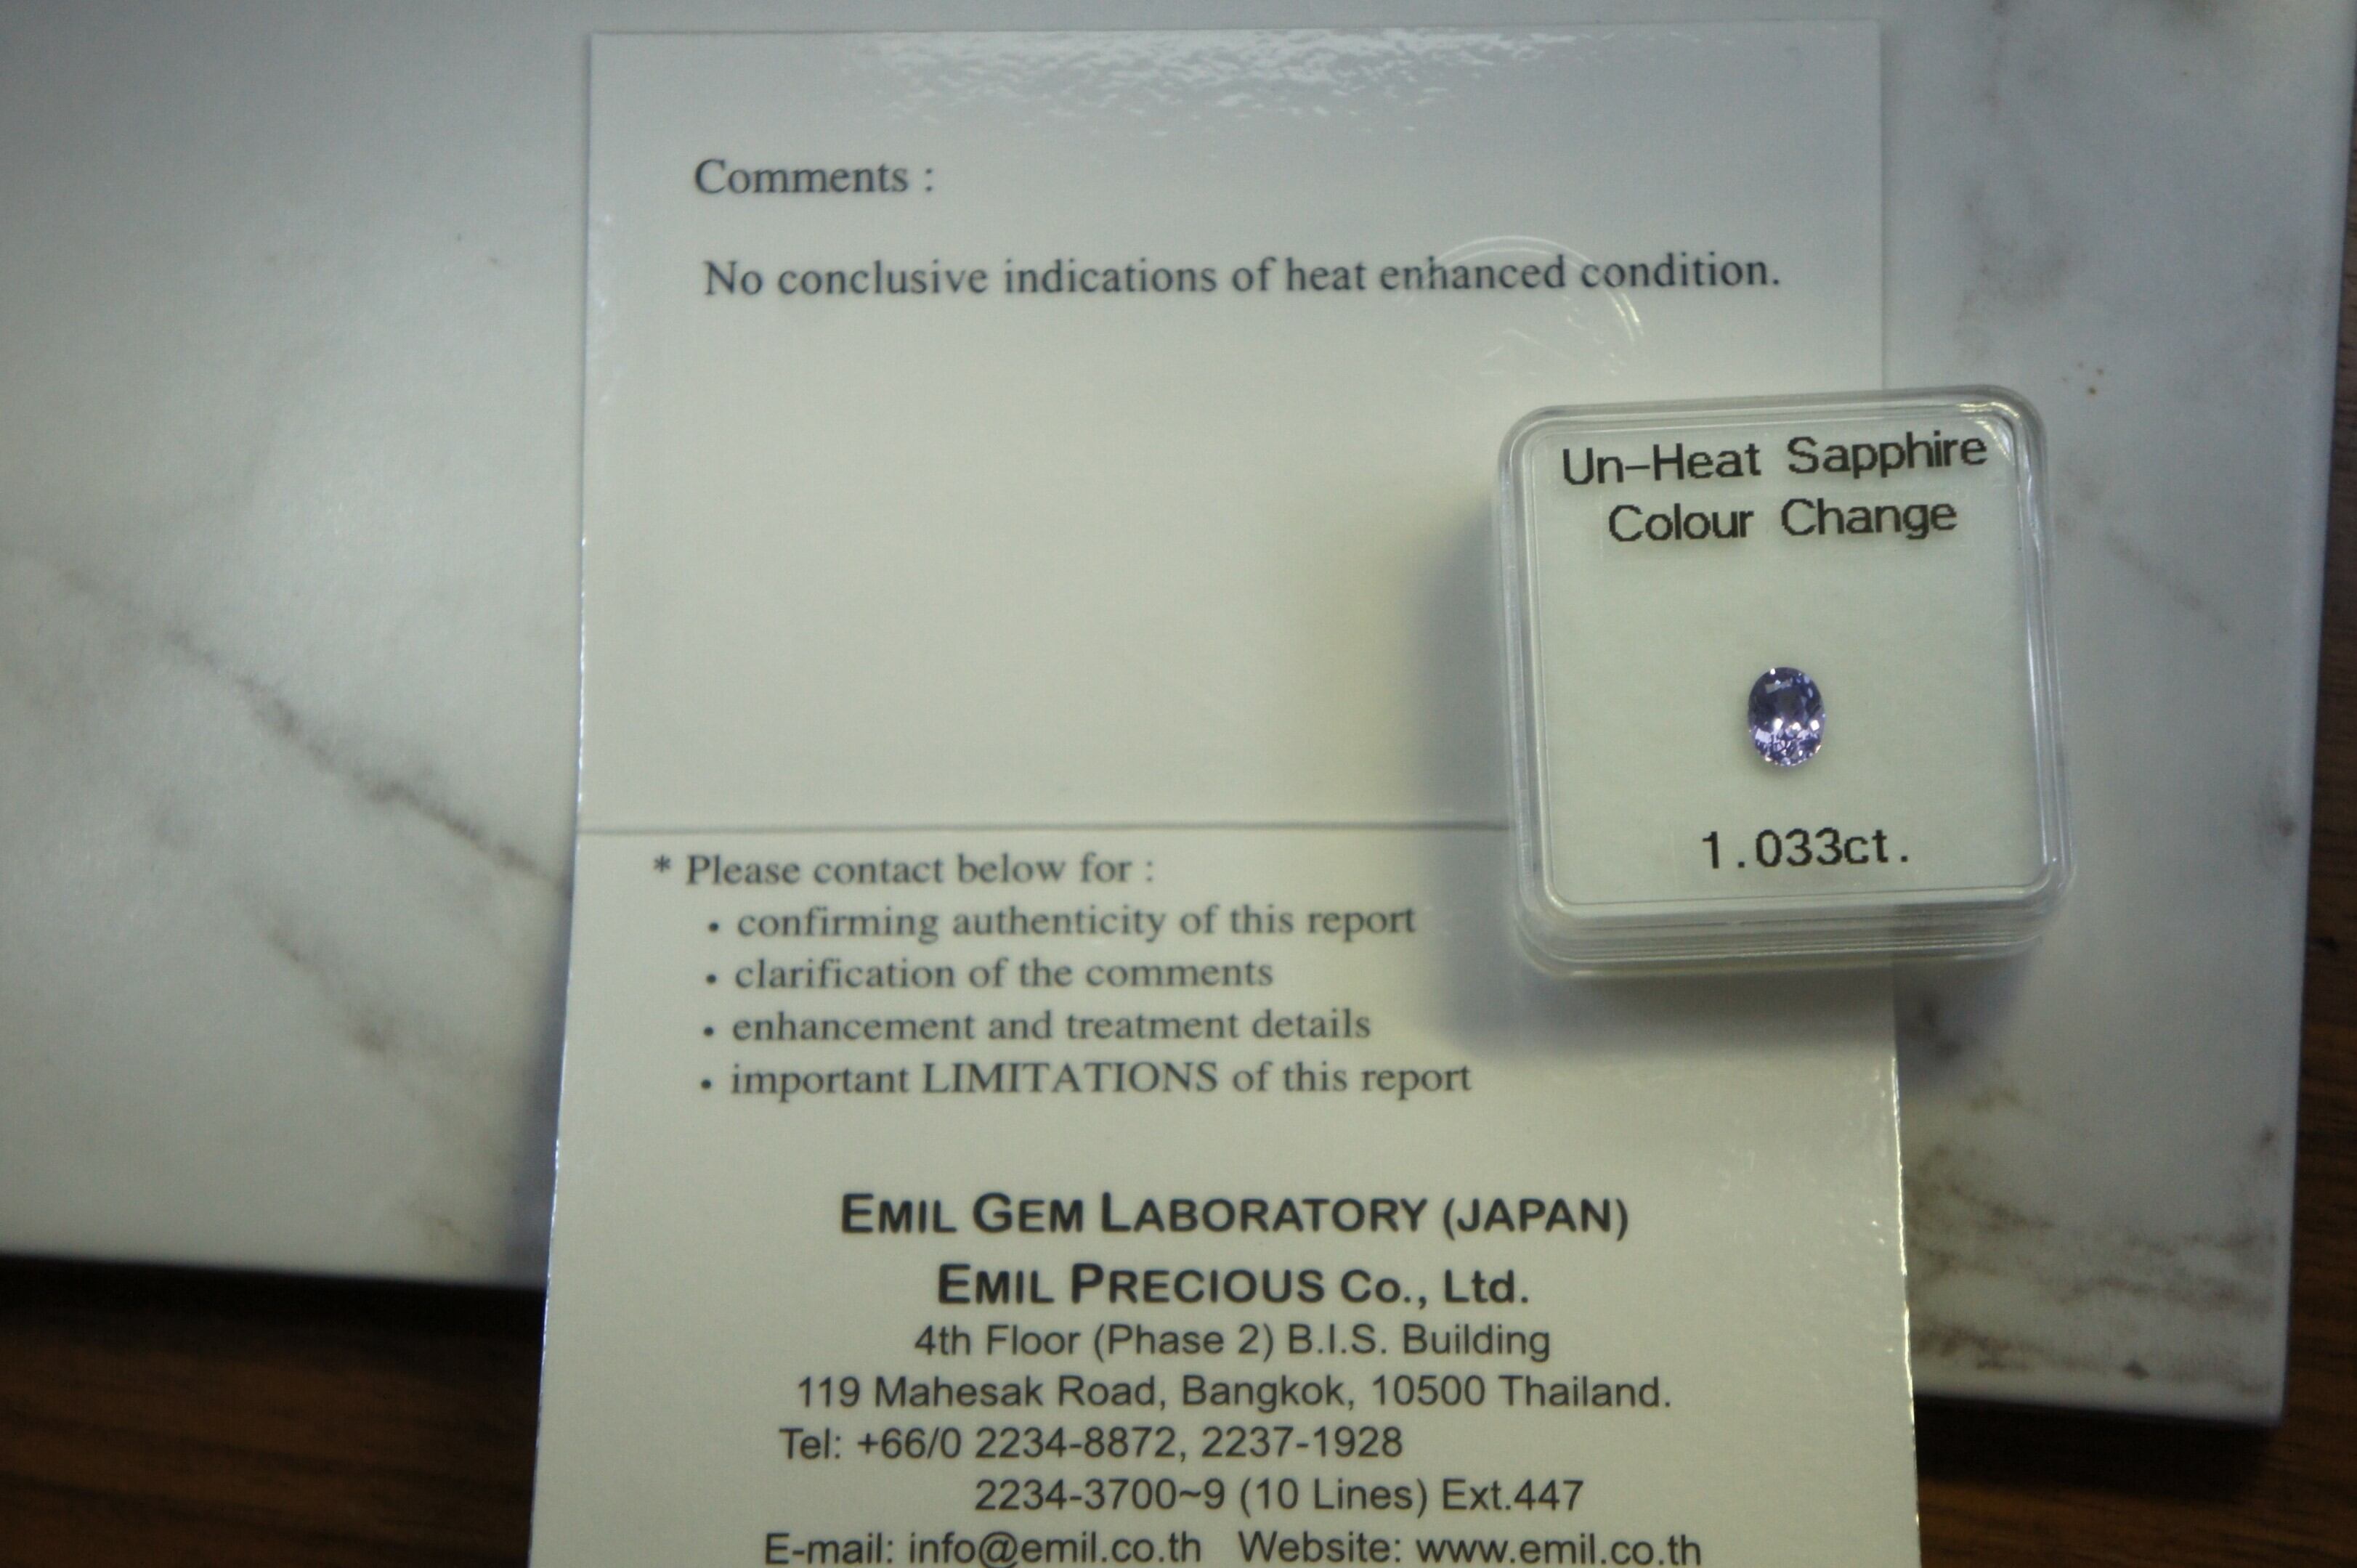 Comments :
No conclusive indications of heat enhanced condition.
Un-Heat Sapphire
Colour Change
1.033ct.
* Please contact below for :
• confirming authenticity of this report
• clarification of the comments
• enhancement and treatment details
• important LIMITATIONS of this report
EMIL GEM LABORATORY (JAPAN)
EMIL PRECIOUS Co., Ltd.
4th Floor (Phase 2) B.I.S. Building
119 Mahesak Road, Bangkok, 10500 Thailand.
Tel: +66/0 2234-8872, 2237-1928
2234-3700~9 (10 Lines) Ext.447
E-mail: info@emil.co.th Website: www.emil.co.th